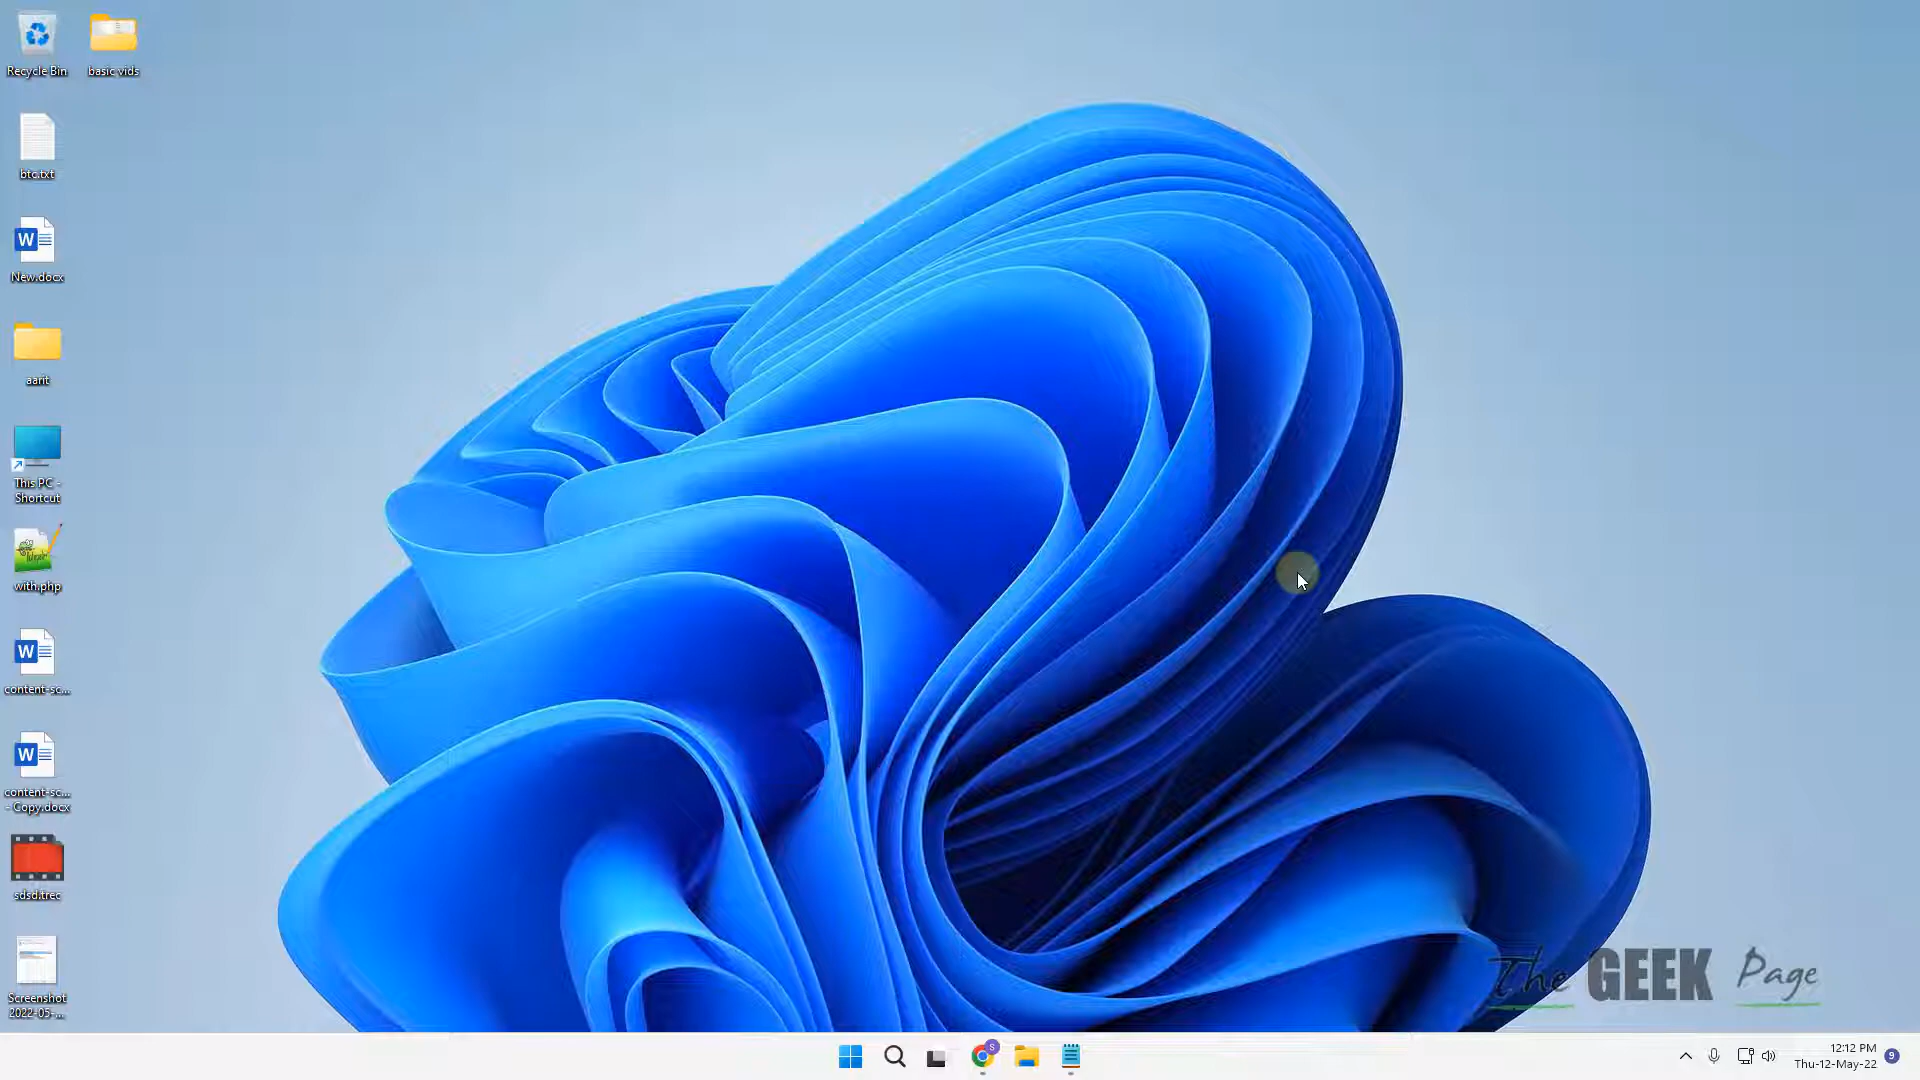 Recycle Bin
basic vids
btc.txt
New.docx
aarit
This PC -
Shortcut
with.php
content-sc...
content-sc...
- Copy.docx
sdsd.trec
Screenshot
2022-05-...
The GEEK Page
S
12:12 PM
Thu-12-May-22
9